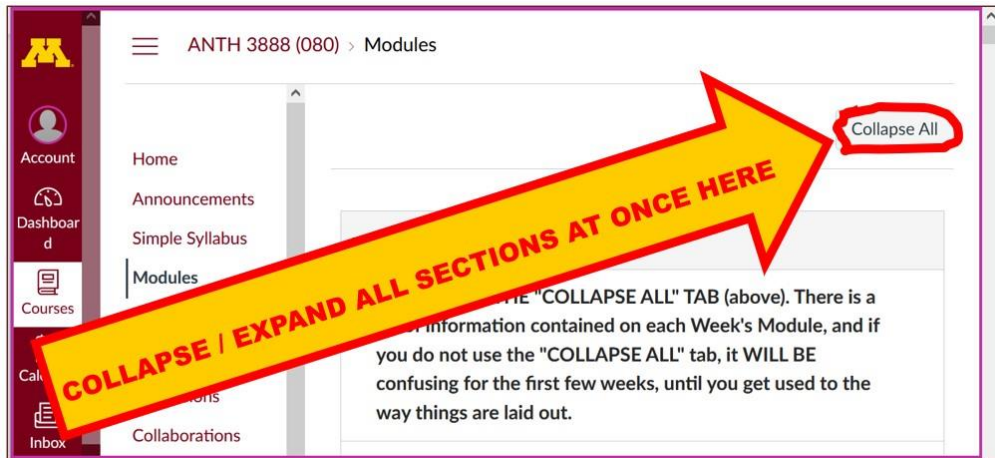 M
ANTH 3888 (080) › Modules
Collapse All
Account
Dashboar
d
Courses
Inbox
Home
Announcements
Simple Syllabus
Modules
Collaborations
COLLAPSE / EXPAND ALL SECTIONS AT ONCE HERE
"COLLAPSE ALL" TAB (above). There is a
information contained on each Week's Module, and if
you do not use the "COLLAPSE ALL" tab, it WILL BE
confusing for the first few weeks, until you get used to the
way things are laid out.